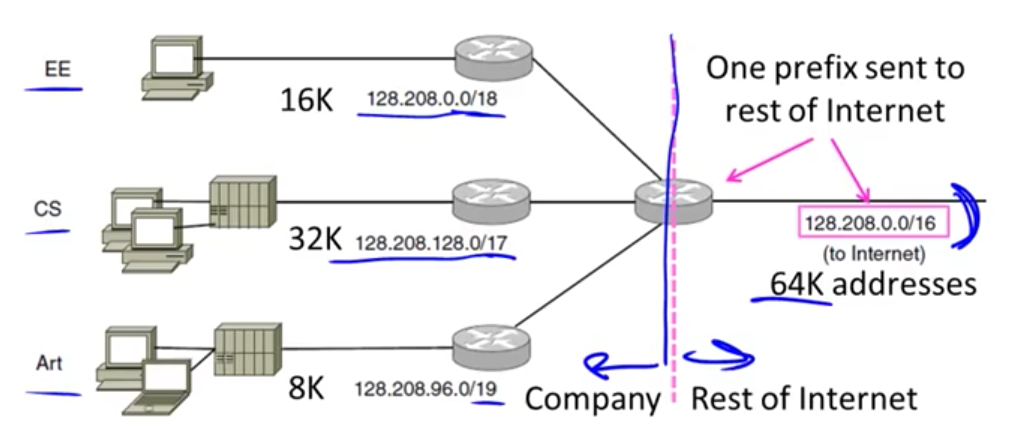 EE
16K
128.208.0.0/18
One prefix sent to
rest of Internet
CS
32K
128.208.128.0/17
128.208.0.0/16
(to Internet)
64K addresses
Art
8K
128.208.96.0/19
Company
Rest of Internet